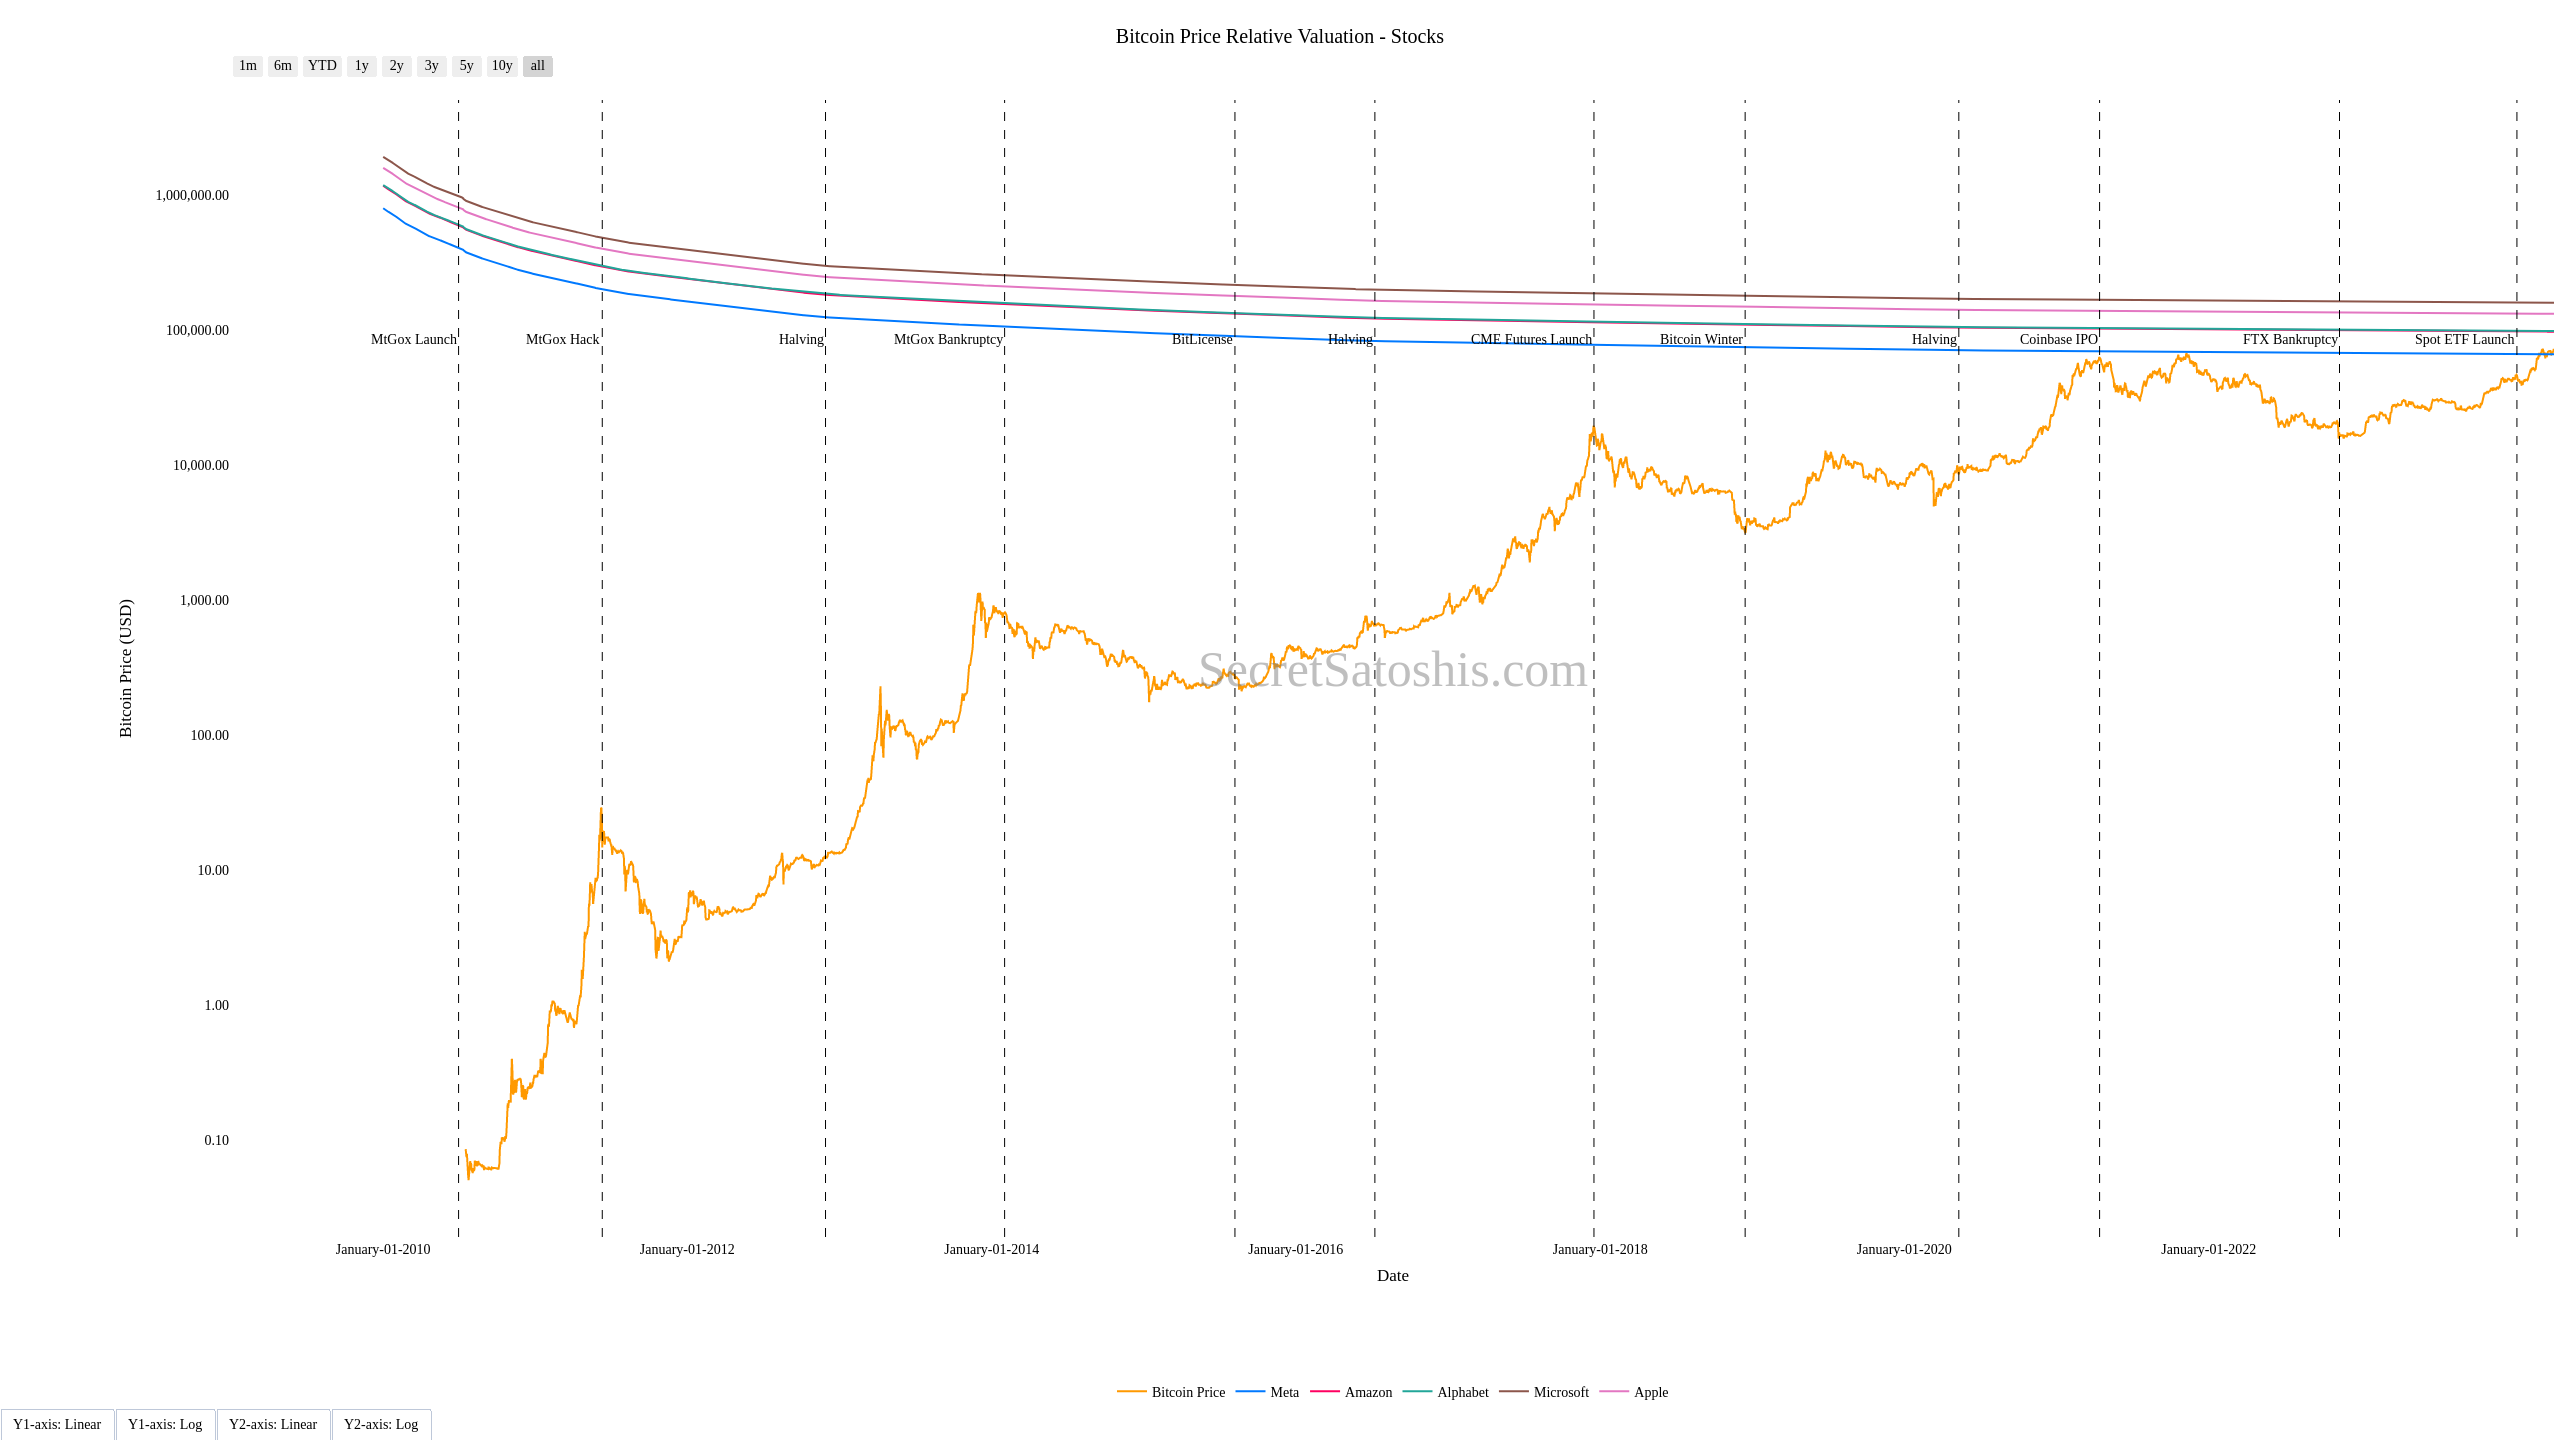 Bitcoin Price Relative Valuation - Stocks
1m 6m YTD 1y 2y 3y 5y 10y all
1,000,000.00
100,000.00
MtGox Launch MtGox Hack Halving MtGox Bankruptcy BitLicense Halving CME Futures Launch Bitcoin Winter Halving Coinbase IPO FTX Bankruptcy Spot ETF Launch
10,000.00
1,000.00
Bitcoin Price (USD)
SecretSatoshis.com
100.00
10.00
1.00
0.10
January-01-2010 January-01-2012 January-01-2014 January-01-2016 January-01-2018 January-01-2020 January-01-2022
Date
Bitcoin Price Meta Amazon Alphabet Microsoft Apple
Y1-axis: Linear Y1-axis: Log Y2-axis: Linear Y2-axis: Log